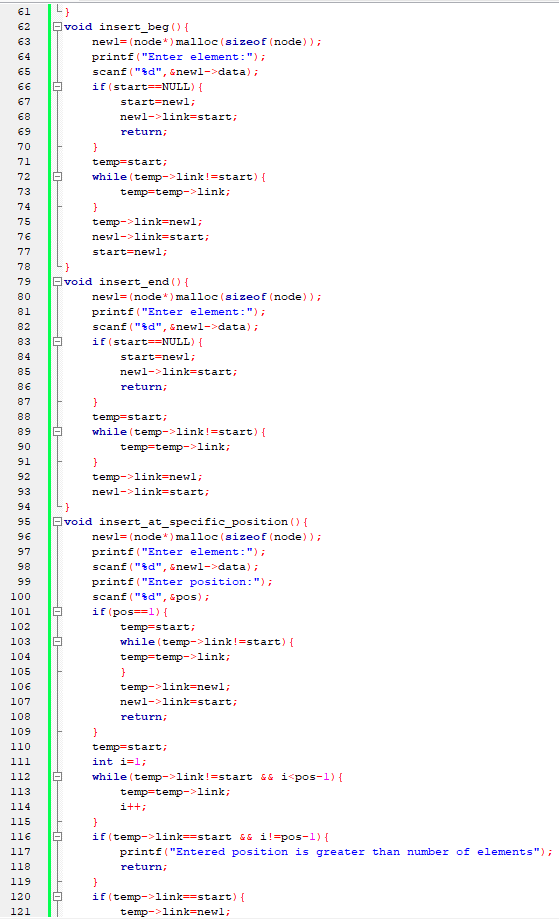 61 }
62 void insert_beg(){
63 new1=(node*)malloc(sizeof(node));
64 printf("Enter element:");
65 scanf("%d",&new1->data);
66 if(start==NULL){
67 start=new1;
68 new1->link=start;
69 return;
70 }
71 temp=start;
72 while(temp->link!=start){
73 temp=temp->link;
74 }
75 temp->link=new1;
76 new1->link=start;
77 start=new1;
78 }
79 void insert_end(){
80 new1=(node*)malloc(sizeof(node));
81 printf("Enter element:");
82 scanf("%d",&new1->data);
83 if(start==NULL){
84 start=new1;
85 new1->link=start;
86 return;
87 }
88 temp=start;
89 while(temp->link!=start){
90 temp=temp->link;
91 }
92 temp->link=new1;
93 new1->link=start;
94 }
95 void insert_at_specific_position(){
96 new1=(node*)malloc(sizeof(node));
97 printf("Enter element:");
98 scanf("%d",&new1->data);
99 printf("Enter position:");
100 scanf("%d",&pos);
101 if(pos==1){
102 temp=start;
103 while(temp->link!=start){
104 temp=temp->link;
105 }
106 temp->link=new1;
107 new1->link=start;
108 return;
109 }
110 temp=start;
111 int i=1;
112 while(temp->link!=start && i<pos-1){
113 temp=temp->link;
114 i++;
115 }
116 if(temp->link==start && i!=pos-1){
117 printf("Entered position is greater than number of elements");
118 return;
119 }
120 if(temp->link==start){
121 temp->link=new1;